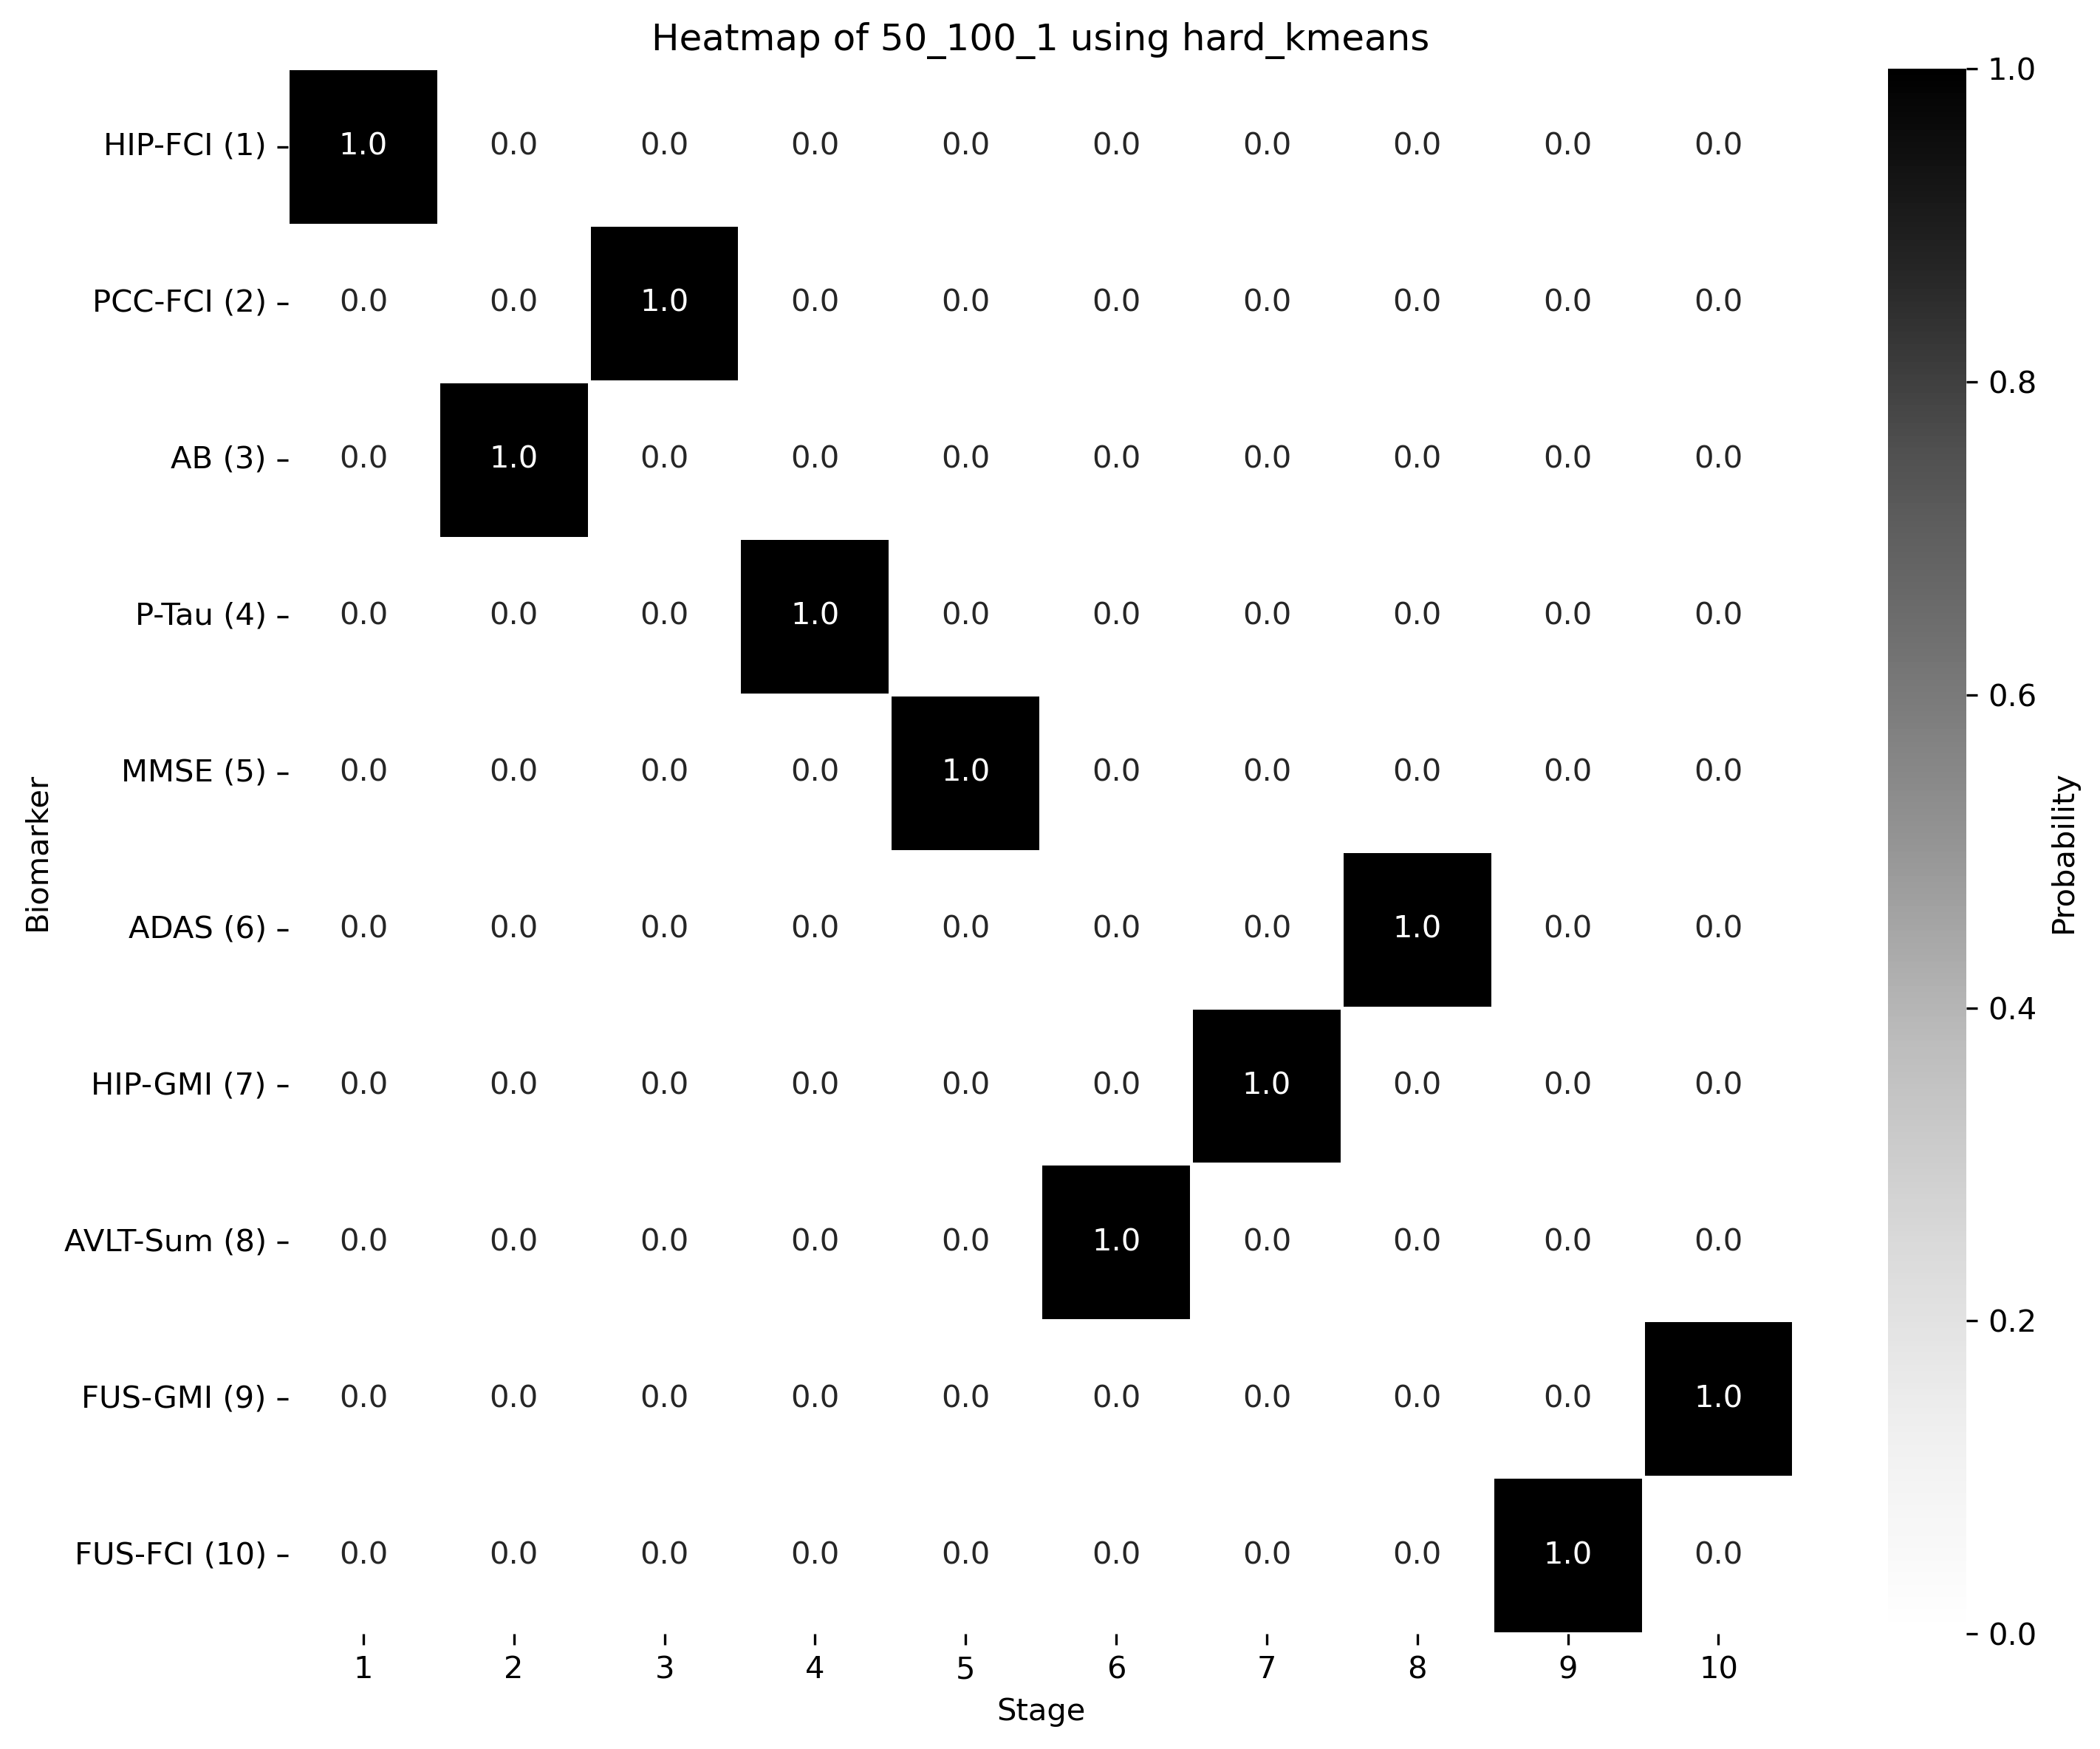 Heatmap of 50_100_1 using hard_kmeans
HIP-FCI (1) 1.0 0.0 0.0 0.0 0.0 0.0 0.0 0.0 0.0 0.0
PCC-FCI (2) 0.0 0.0 1.0 0.0 0.0 0.0 0.0 0.0 0.0 0.0
AB (3) 0.0 1.0 0.0 0.0 0.0 0.0 0.0 0.0 0.0 0.0
P-Tau (4) 0.0 0.0 0.0 1.0 0.0 0.0 0.0 0.0 0.0 0.0
MMSE (5) 0.0 0.0 0.0 0.0 1.0 0.0 0.0 0.0 0.0 0.0
ADAS (6) 0.0 0.0 0.0 0.0 0.0 0.0 0.0 1.0 0.0 0.0
HIP-GMI (7) 0.0 0.0 0.0 0.0 0.0 0.0 1.0 0.0 0.0 0.0
AVLT-Sum (8) 0.0 0.0 0.0 0.0 0.0 1.0 0.0 0.0 0.0 0.0
FUS-GMI (9) 0.0 0.0 0.0 0.0 0.0 0.0 0.0 0.0 0.0 1.0
FUS-FCI (10) 0.0 0.0 0.0 0.0 0.0 0.0 0.0 0.0 1.0 0.0
1 2 3 4 5 6 7 8 9 10
Stage
Biomarker
1.0
0.8
0.6
0.4
0.2
0.0
Probability